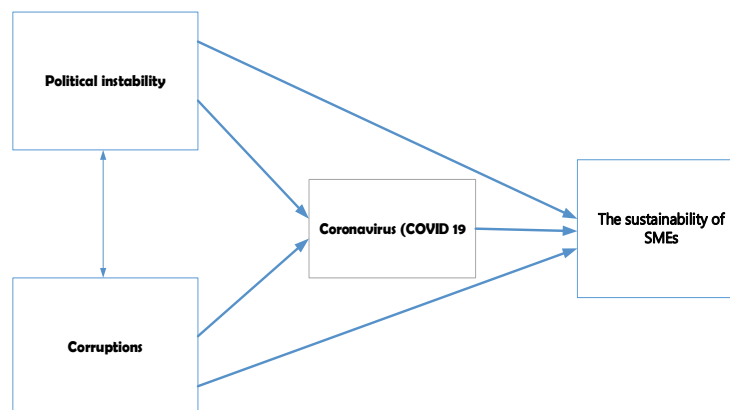 Political instability
Coronavirus (COVID 19
The sustainability of
SMEs
Corruptions